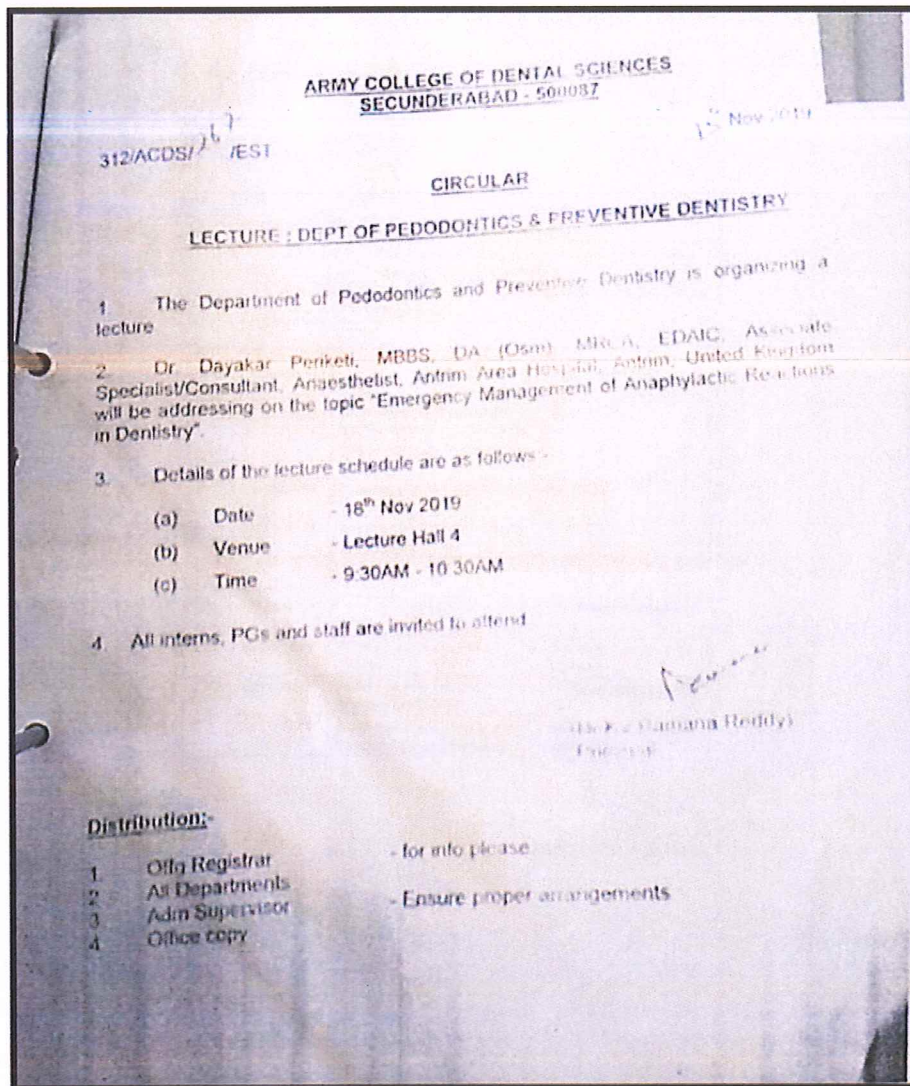 ARMY COLLEGE OF DENTAL SCIENCES
SECUNDERABAD - 500087
312/ACDS/267/EST
15 Nov 2019
CIRCULAR
LECTURE : DEPT OF PEDODONTICS & PREVENTIVE DENTISTRY
1. The Department of Pedodontics and Preventive Dentistry is organizing a
lecture
2. Dr. Dayakar Penketi, MBBS, DA (Osm) MRCA, EDAIC, Associate
Specialist/Consultant, Anaesthetist, Antrim Area Hospital, Antrim, United Kingdom
will be addressing on the topic "Emergency Management of Anaphylactic Reactions
in Dentistry".
3. Details of the lecture schedule are as follows -
(a) Date - 18th Nov 2019
(b) Venue - Lecture Hall 4
(c) Time - 9:30AM - 10 30AM
4 All interns, PGs and staff are invited to attend
Ramana Reddy)
Distribution:-
1. Offg Registrar - for info please
2 All Departments
3 Adm Supervisor - Ensure proper arrangements
4 Office copy